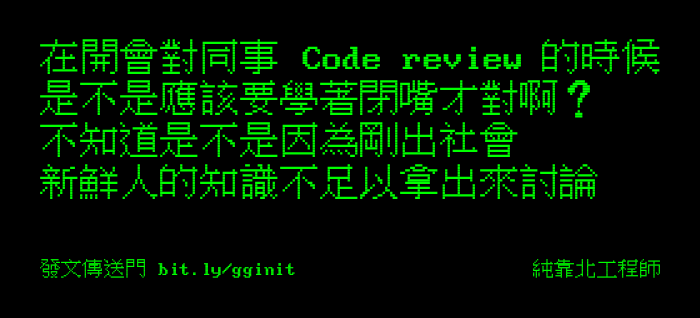 在開會對同事 Code review 的時候
是不是應該要學著閉嘴才對啊？
不知道是不是因為剛出社會
新鮮人的知識不足以拿出來討論
發文傳送門 bit.ly/gginit
純靠北工程師